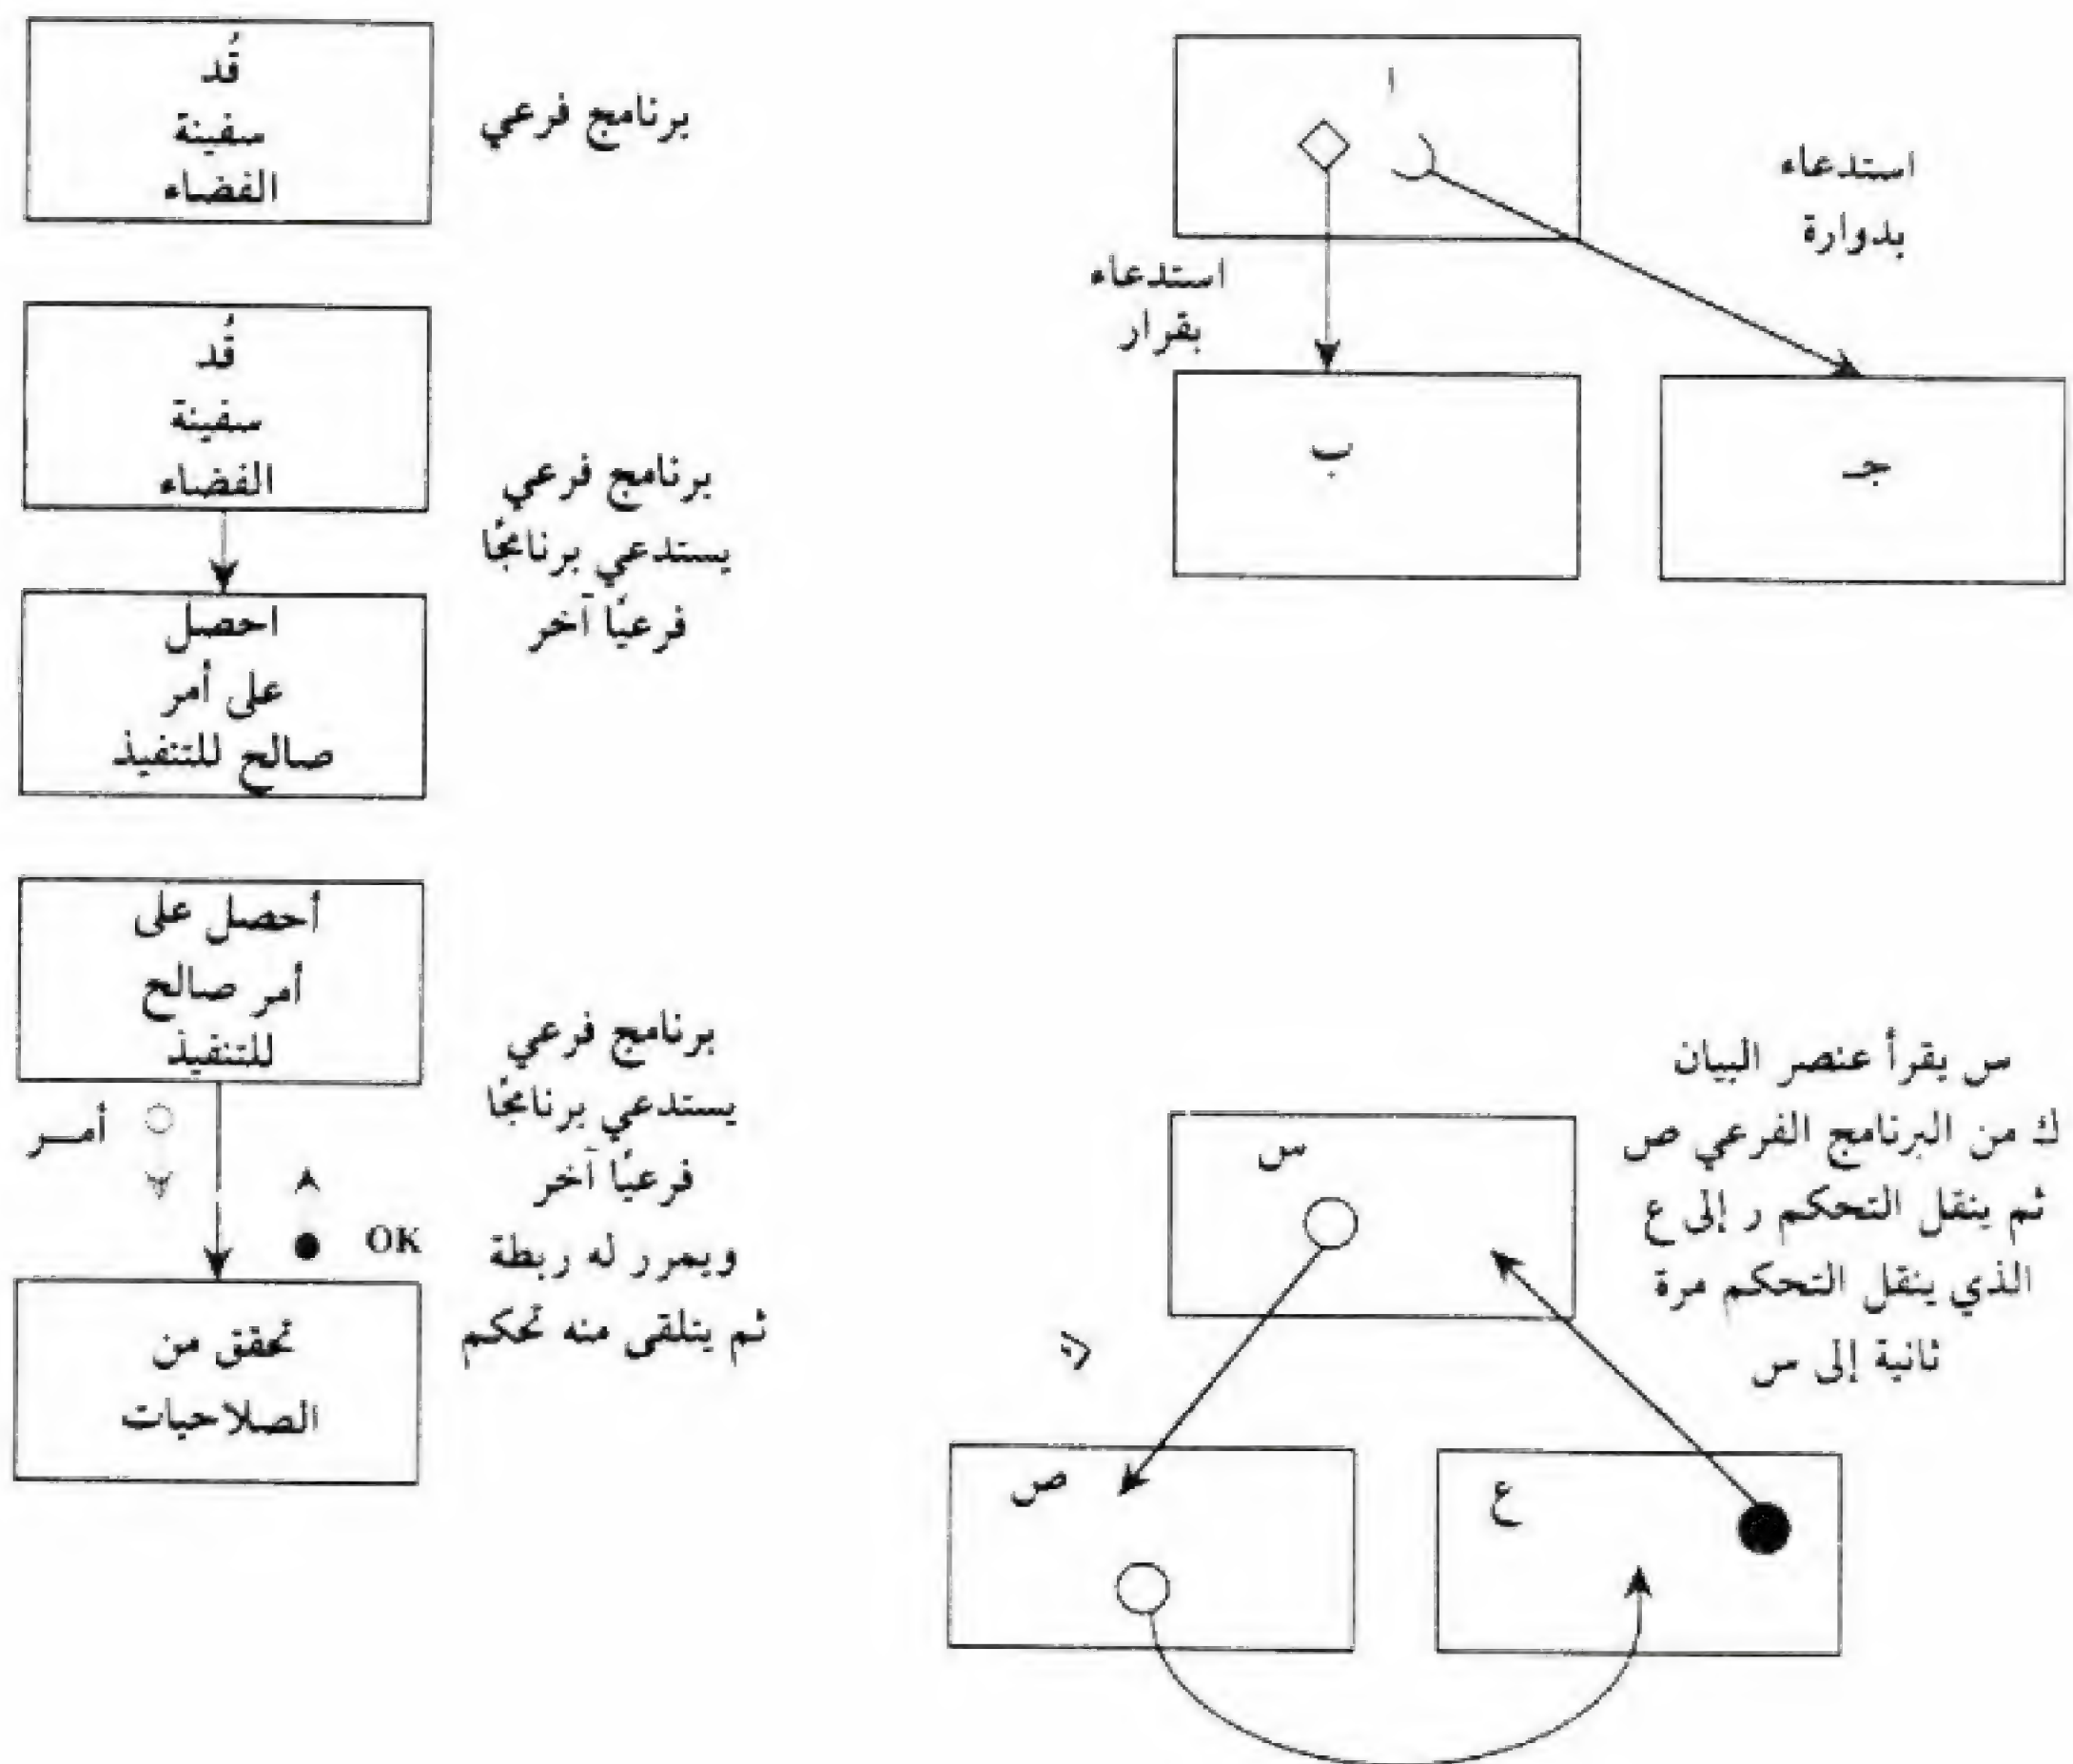 قُد
سفينة
الفضاء
برنامج فرعي
قُد
سفينة
الفضاء
برنامج فرعي
يستدعي برنامجًا
فرعيًا آخر
احصل
على أمر
صالح للتنفيذ
أحصل على
أمر صالح
للتنفيذ
أمـر
OK
برنامج فرعي
يستدعي برنامجًا
فرعيًا آخر
ويمرر له ربطة
ثم يتلقى منه تحكم
تحقق من
الصلاحيات
ا
استدعاء
بدوارة
استدعاء
بقرار
ب
جـ
س يقرأ عنصر البيان
ك من البرنامج الفرعي ص
ثم ينقل التحكم ر إلى ع
الذي ينقل التحكم مرة
ثانية إلى س
س
ك
ص
ع